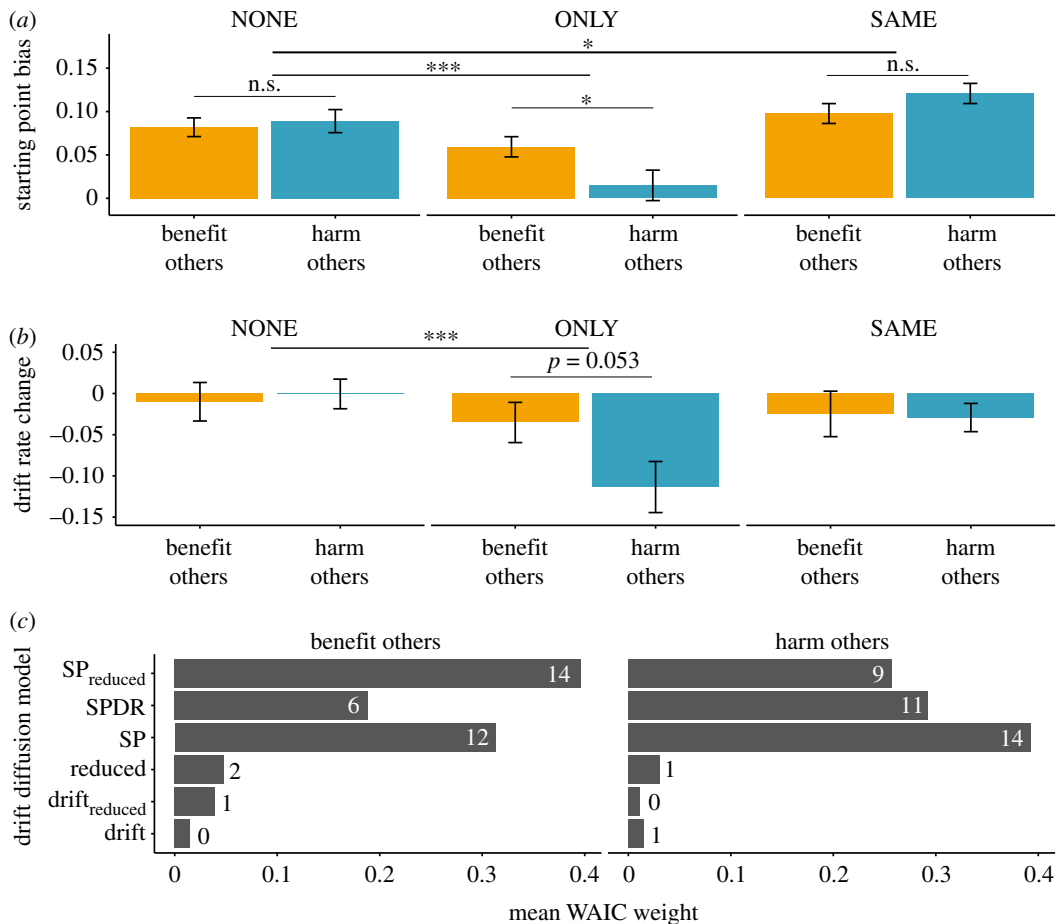 (a) NONE ONLY SAME
*
***
n.s. * n.s.
starting point bias
0.15
0.10
0.05
0
benefit others
harm others
benefit others
harm others
benefit others
harm others
(b) NONE ONLY SAME
***
p = 0.053
drift rate change
0.05
0
–0.05
–0.10
–0.15
benefit others
harm others
benefit others
harm others
benefit others
harm others
(c)
benefit others harm others
drift diffusion model
SPreduced 14 9
SPDR 6 11
SP 12 14
reduced 2 1
driftreduced 1 0
drift 0 1
0 0.1 0.2 0.3 0.4 0 0.1 0.2 0.3 0.4
mean WAIC weight